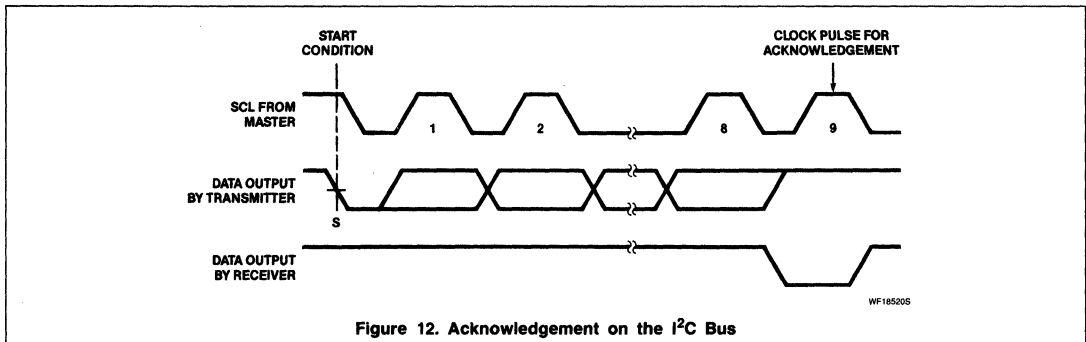 START
CONDITION
CLOCK PULSE FOR
ACKNOWLEDGEMENT
SCL FROM
MASTER
1
2
8
9
DATA OUTPUT
BY TRANSMITTER
S
DATA OUTPUT
BY RECEIVER
WF18520S
Figure 12. Acknowledgement on the I²C Bus